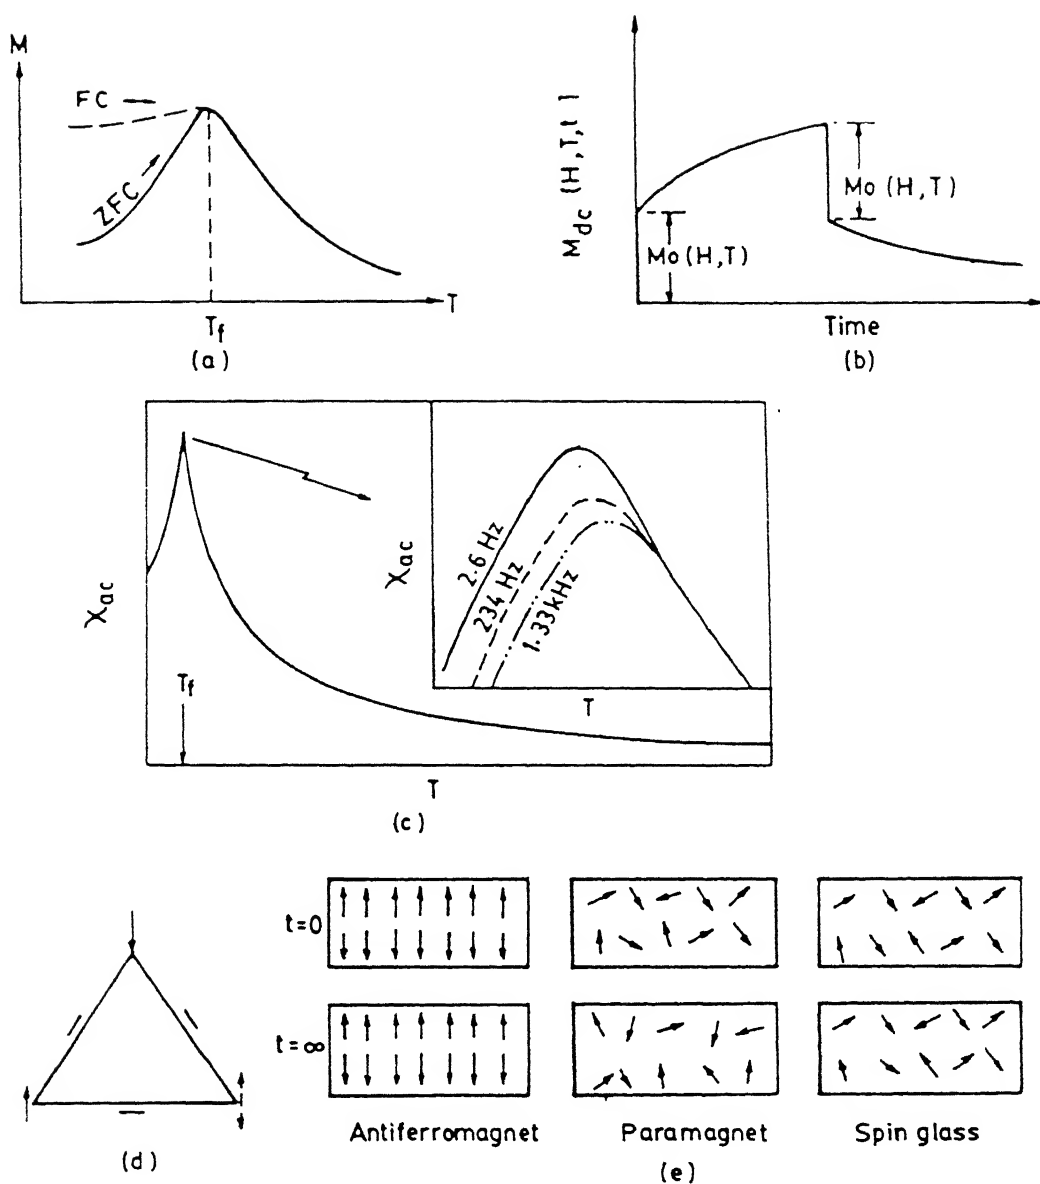 M
FC
ZFC
T
Tf
(a)
Mdc (H,T,t]
Mo(H,T)
Mo(H,T)
Time
(b)
χac
Tf
T
(c)
χac
2.6 Hz
234 Hz
1.33kHz
T
(d)
t=0
t=∞
Antiferromagnet
Paramagnet
Spin glass
(e)